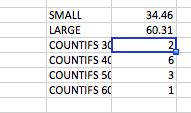 SMALL 34.46
LARGE 60.31
COUNTIFS 30 2
COUNTIFS 40 6
COUNTIFS 50 3
COUNTIFS 60 1